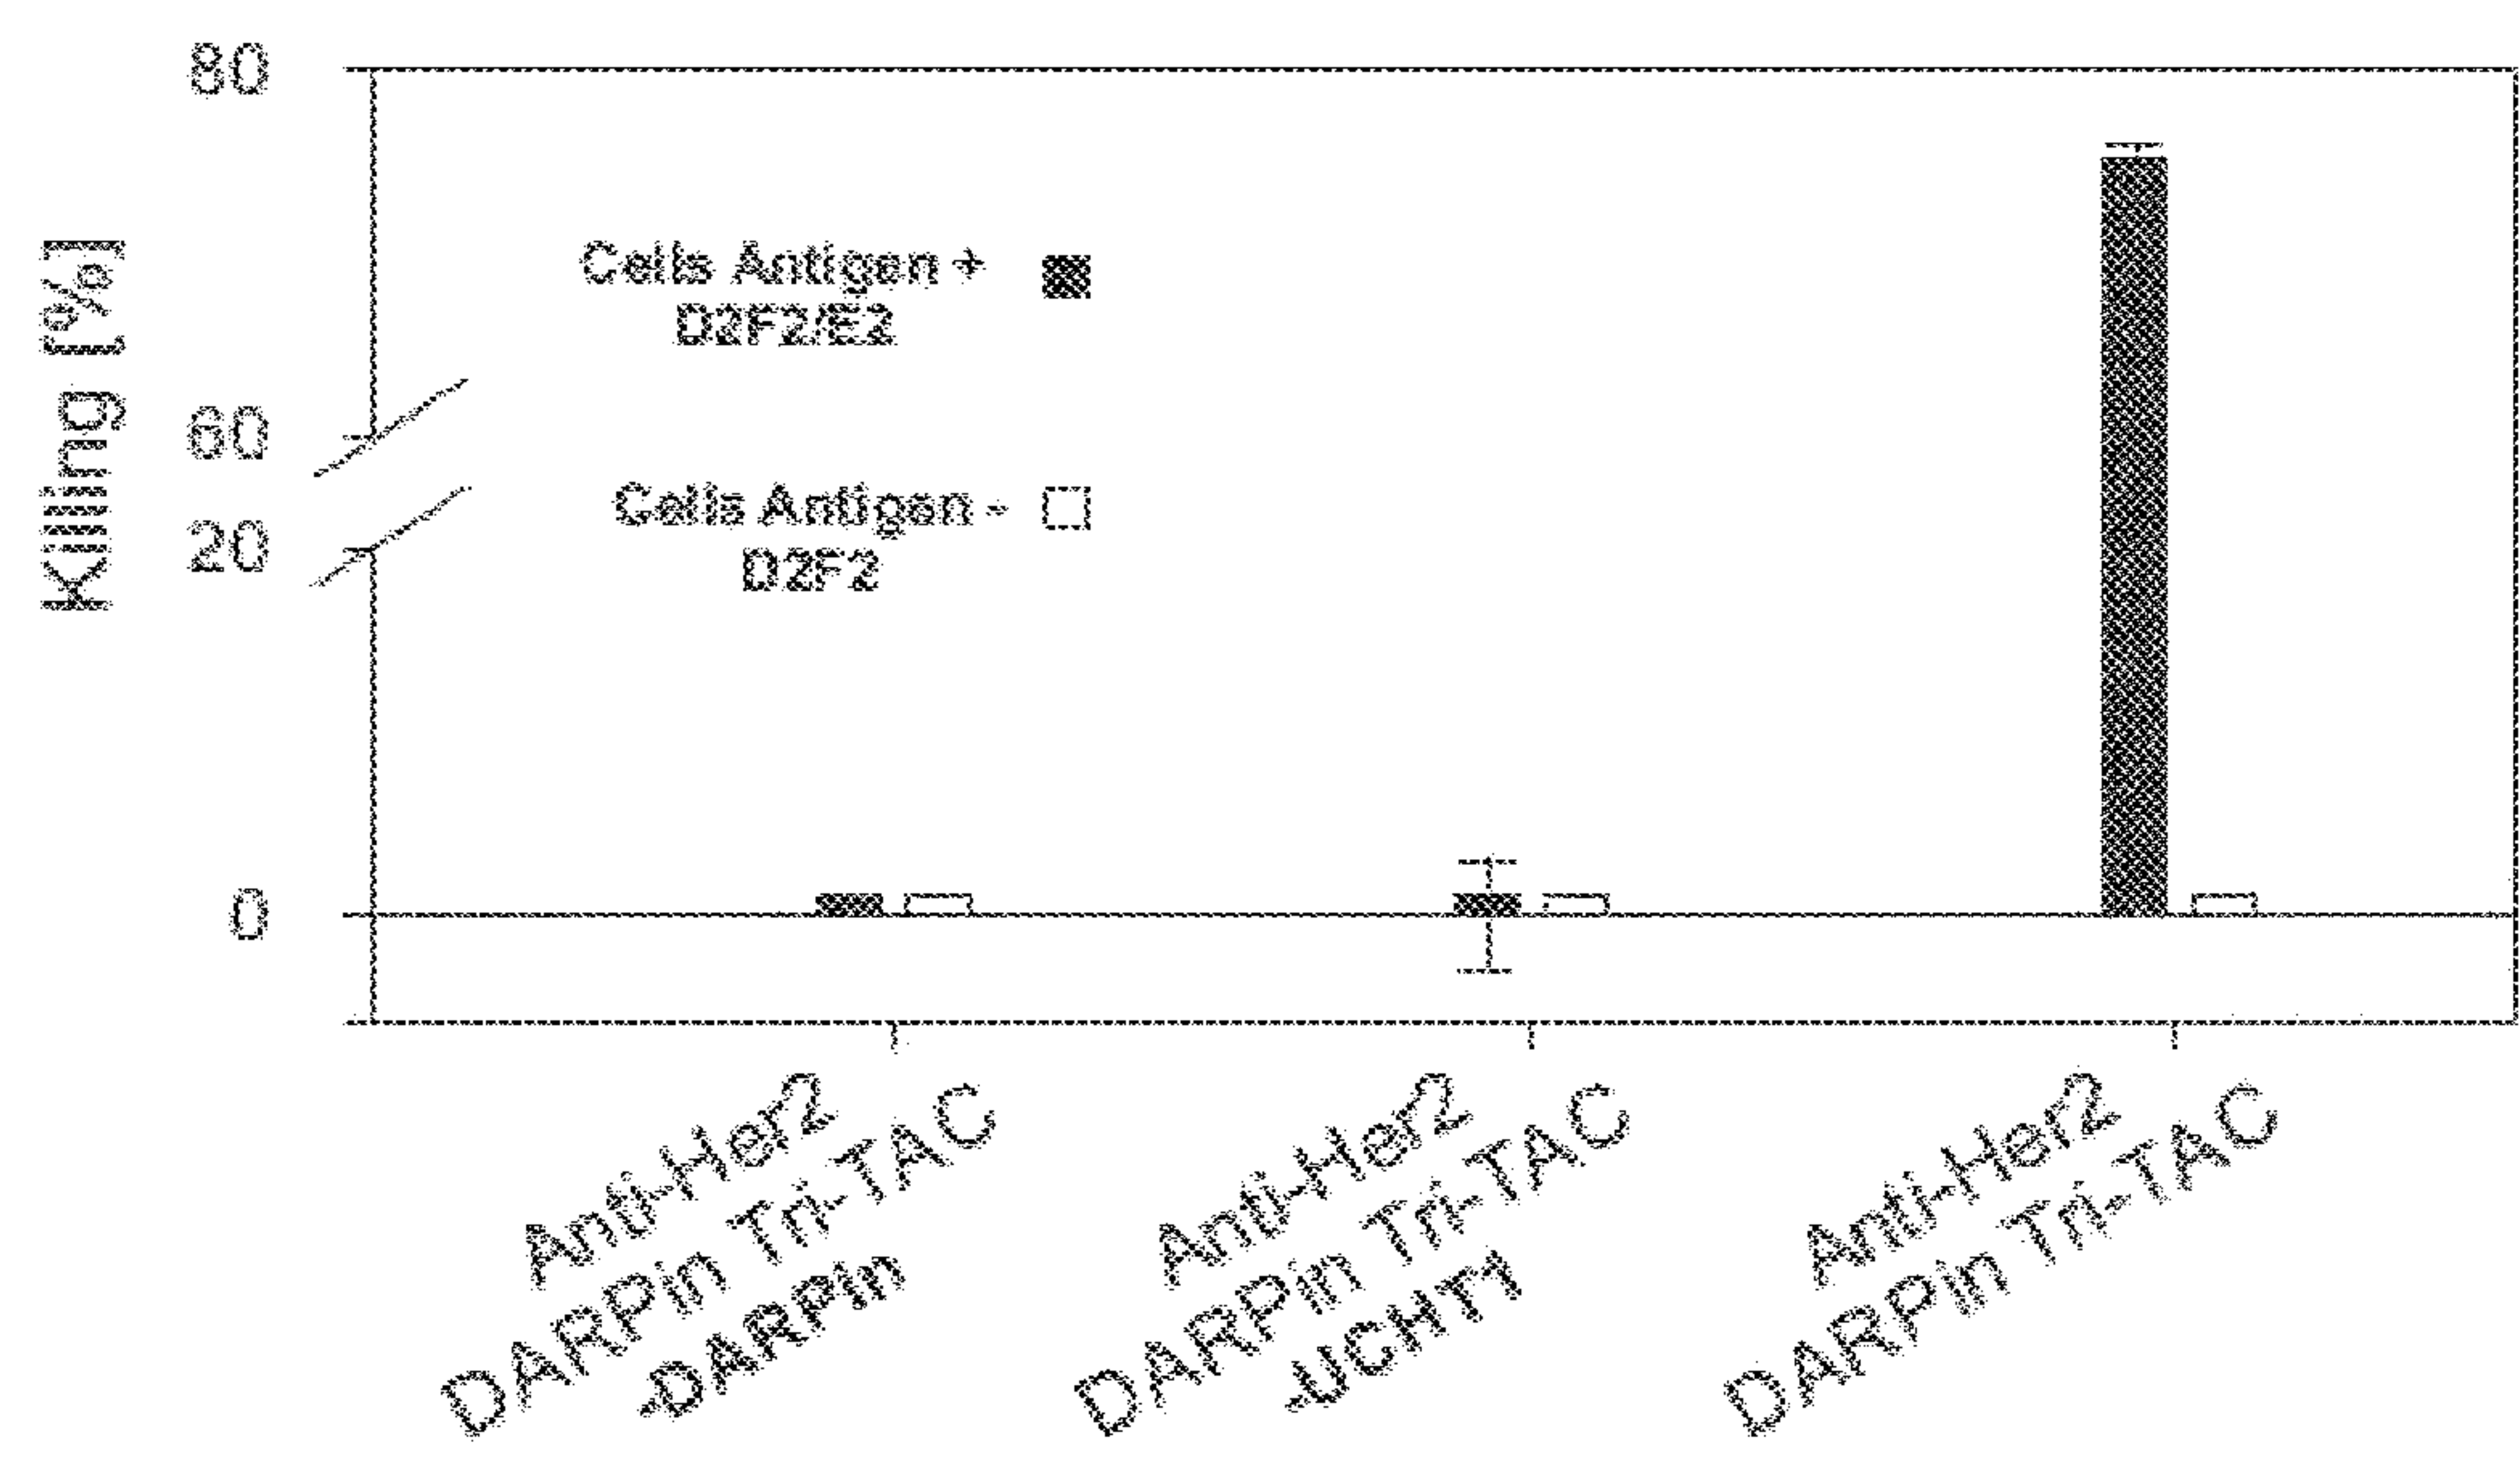 80
60
20
0
Killing [%]
Cells Antigen +
D2F2/E2
Cells Antigen -
D2F2
Anti-Her2
DARPin Tri-TAC
-DARPin
Anti-Her2
DARPin Tri-TAC
-UCHT1
Anti-Her2
DARPin Tri-TAC